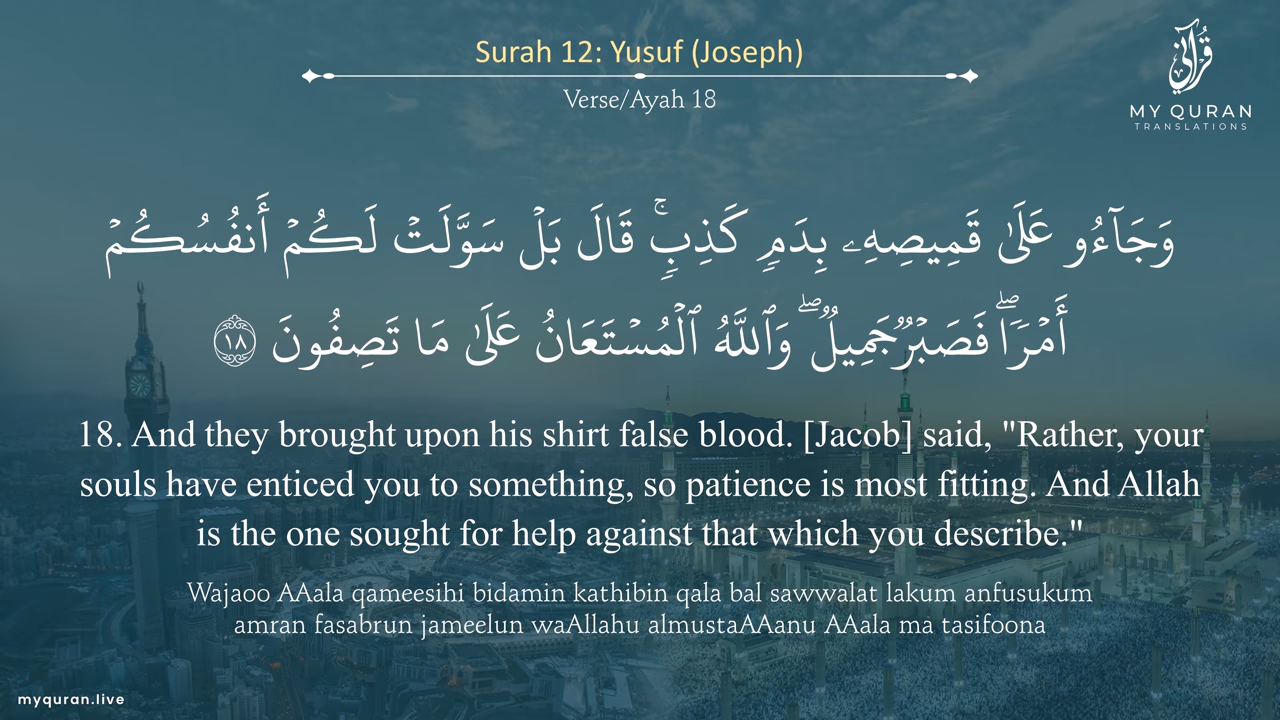 Surah 12: Yusuf (Joseph)
Verse/Ayah 18
قرآني
MY QURAN
TRANSLATIONS
وَجَآءُو عَلَىٰ قَمِيصِهِۦ بِدَمٍۢ كَذِبٍۢ ۚ قَالَ بَلْ سَوَّلَتْ لَكُمْ أَنفُسُكُمْ
أَمْرًۭا ۖ فَصَبْرٌۭ جَمِيلٌۭ ۖ وَٱللَّهُ ٱلْمُسْتَعَانُ عَلَىٰ مَا تَصِفُونَ ١٨
18. And they brought upon his shirt false blood. [Jacob] said, "Rather, your
souls have enticed you to something, so patience is most fitting. And Allah
is the one sought for help against that which you describe."
Wajaoo AAala qameesihi bidamin kathibin qala bal sawwalat lakum anfusukum
amran fasabrun jameelun waAllahu almustaAAanu AAala ma tasifoona
myquran.live